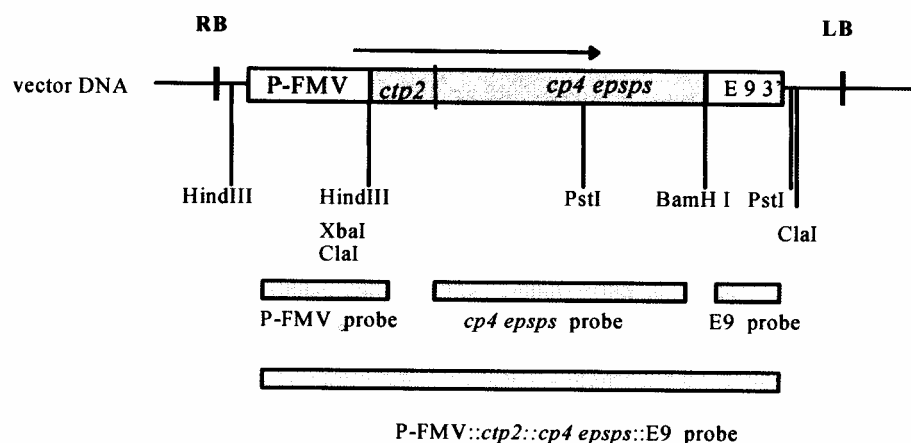 RB
LB
vector DNA
P-FMV
ctp2
cp4 epsps
E 9 3'
HindIII
HindIII
PstI
BamH I
PstI
XbaI
ClaI
ClaI
P-FMV probe
cp4 epsps probe
E9 probe
P-FMV::ctp2::cp4 epsps::E9 probe